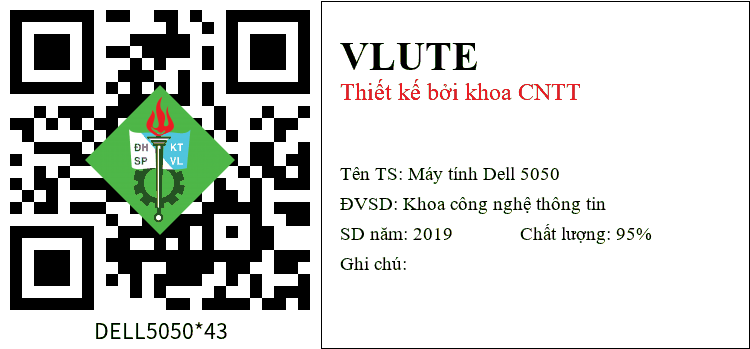 ĐH KT
SP VL
DELL5050*43
VLUTE
Thiết kế bởi khoa CNTT
Tên TS: Máy tính Dell 5050
ĐVSD: Khoa công nghệ thông tin
SD năm: 2019 Chất lượng: 95%
Ghi chú: